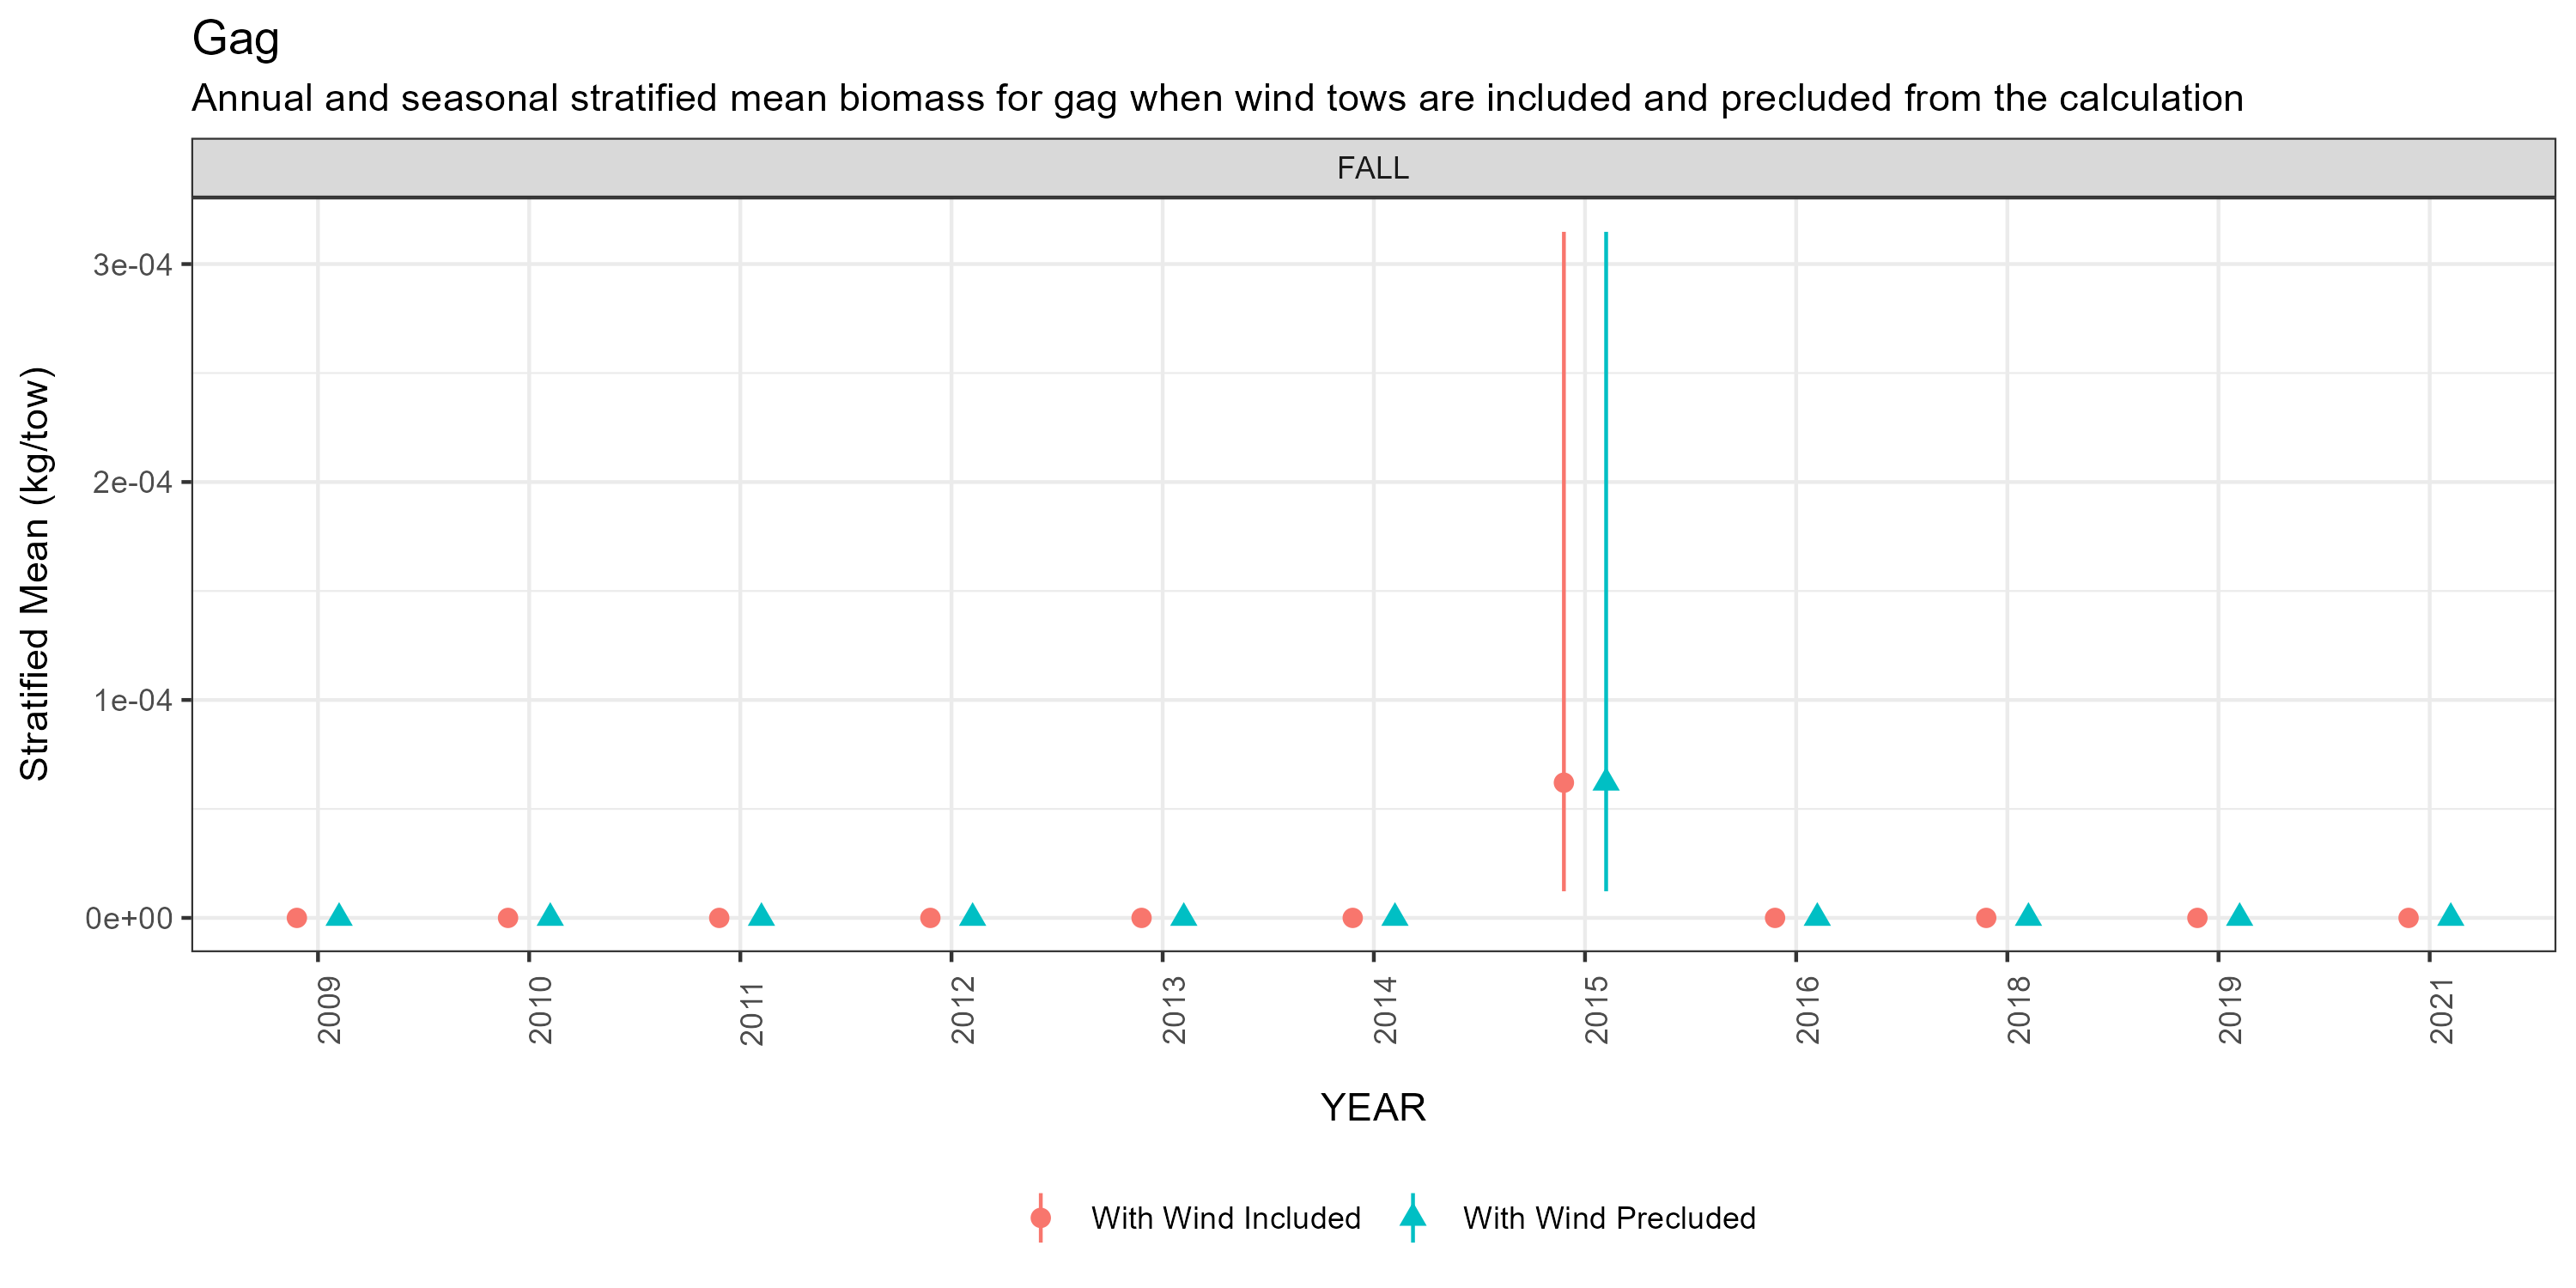 Gag
Annual and seasonal stratified mean biomass for gag when wind tows are included and precluded from the calculation
FALL
Stratified Mean (kg/tow)
3e-04
2e-04
1e-04
0e+00
2009
2010
2011
2012
2013
2014
2015
2016
2018
2019
2021
YEAR
With Wind Included
With Wind Precluded